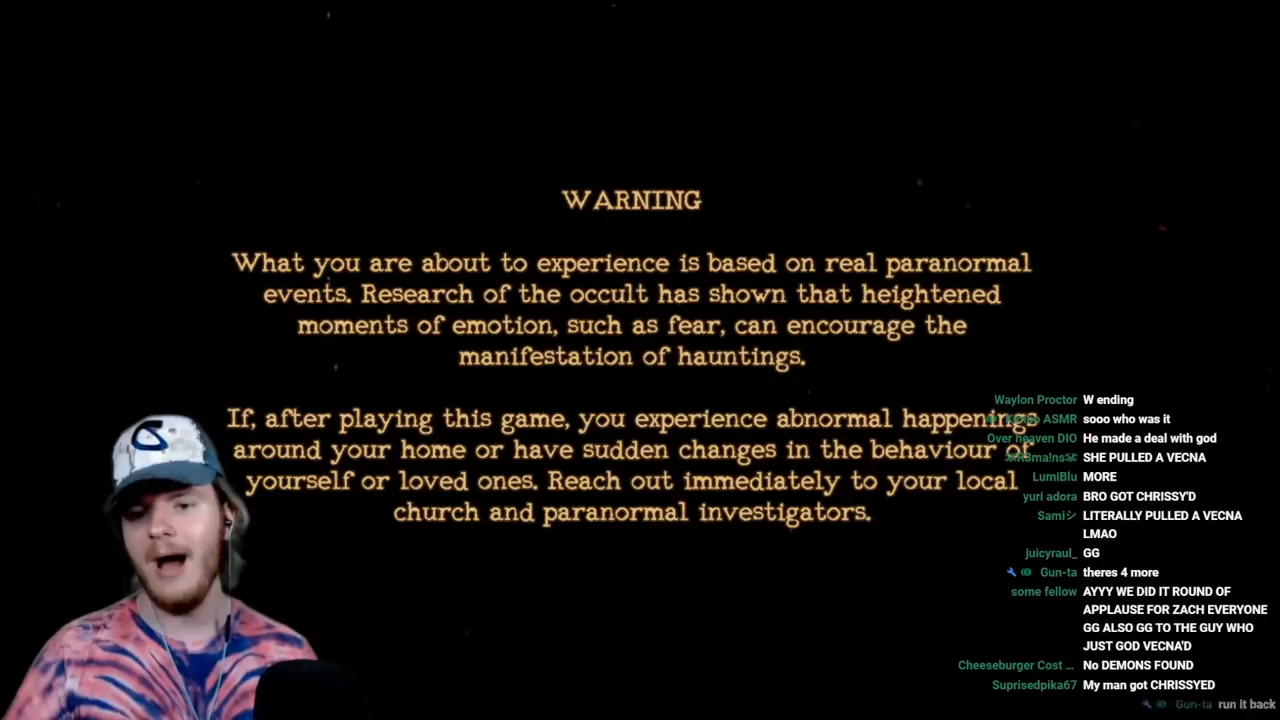 WARNING
What you are about to experience is based on real paranormal
events. Research of the occult has shown that heightened
moments of emotion, such as fear, can encourage the
manifestation of hauntings.
If, after playing this game, you experience abnormal happenings
around your home or have sudden changes in the behaviour of
yourself or loved ones. Reach out immediately to your local
church and paranormal investigators.
Waylon Proctor W ending
ASMR sooo who was it
Over heaven DIO He made a deal with god
SHE PULLED A VECNA
LumiBlu MORE
yuri adora BRO GOT CHRISSY'D
Samiシ LITERALLY PULLED A VECNA
LMAO
juicyraul_ GG
Gun-ta theres 4 more
some fellow AYYY WE DID IT ROUND OF
APPLAUSE FOR ZACH EVERYONE
GG ALSO GG TO THE GUY WHO
JUST GOD VECNA'D
Cheeseburger Cost ... No DEMONS FOUND
Suprisedpika67 My man got CHRISSYED
Gun-ta run it back